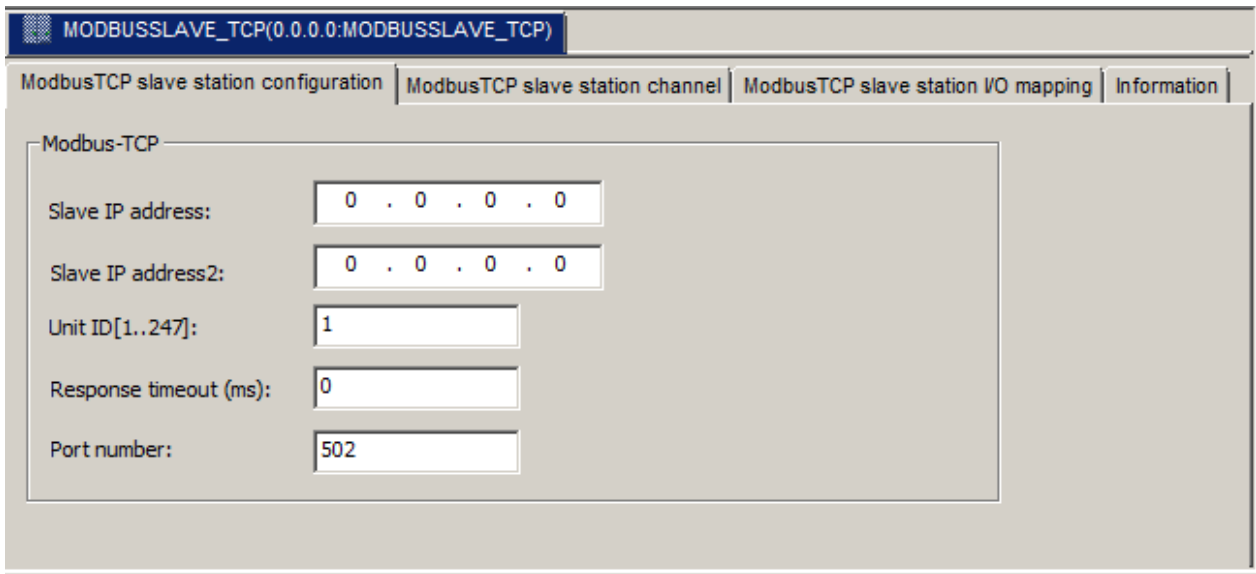 MODBUSSLAVE_TCP(0.0.0.0:MODBUSSLAVE_TCP)
ModbusTCP slave station configuration ModbusTCP slave station channel ModbusTCP slave station I/O mapping Information
Modbus-TCP
Slave IP address: 0 . 0 . 0 . 0
Slave IP address2: 0 . 0 . 0 . 0
Unit ID[1..247]: 1
Response timeout (ms): 0
Port number: 502